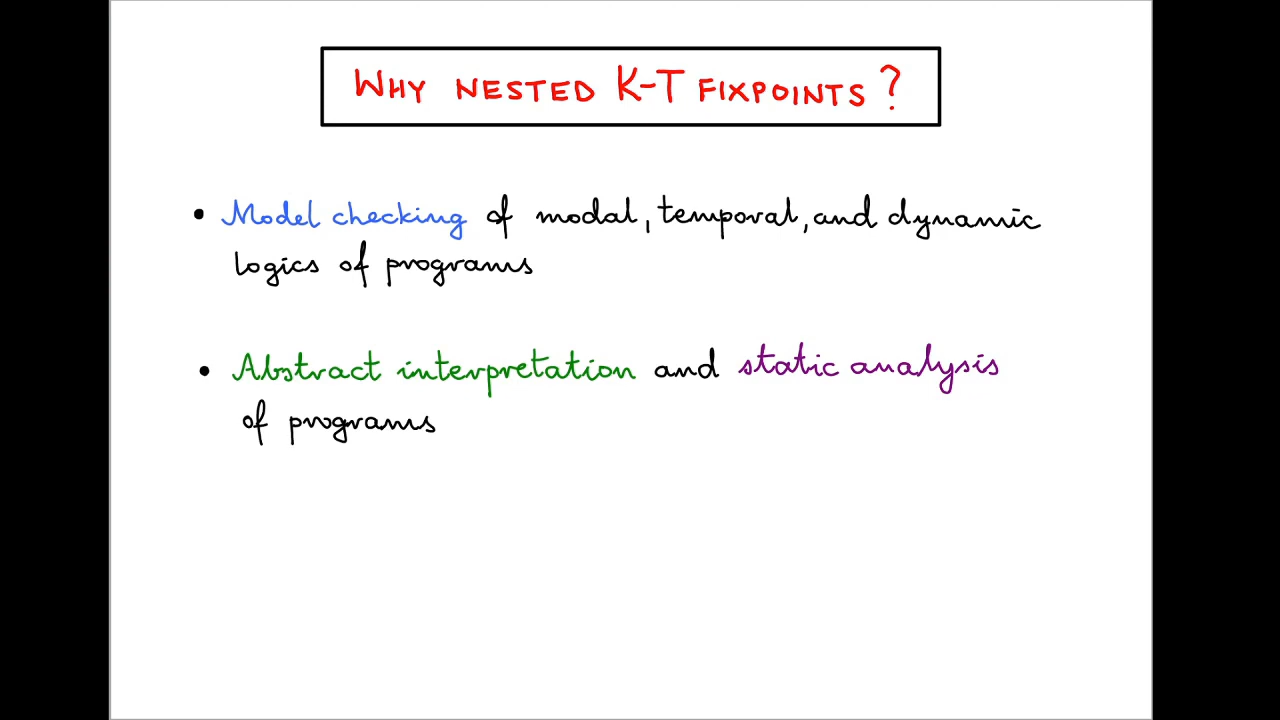 WHY NESTED K-T FIXPOINTS?
• Model checking of modal, temporal, and dynamic
logics of programs
• Abstract interpretation and static analysis
of programs